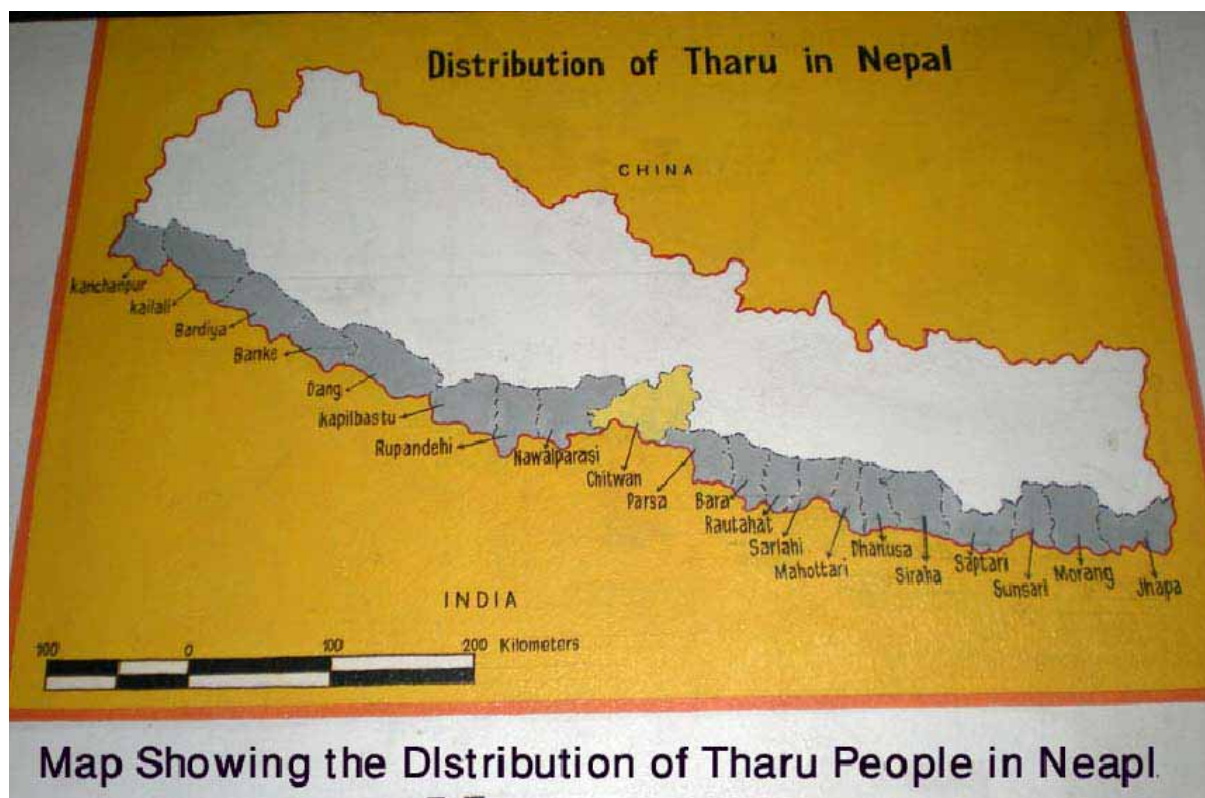 Distribution of Tharu in Nepal
CHINA
kanchanpur
kailali
Bardiya
Banke
Dang
kapilbastu
Rupandehi
Nawalparasi
Chitwan
Parsa
Bara
Rautahat
Sarlahi
Mahottari
Dhanusa
Siraha
Saptari
Sunsari
Morang
Jhapa
INDIA
100 0 100 200 Kilometers
Map Showing the DIstribution of Tharu People in Neapl.